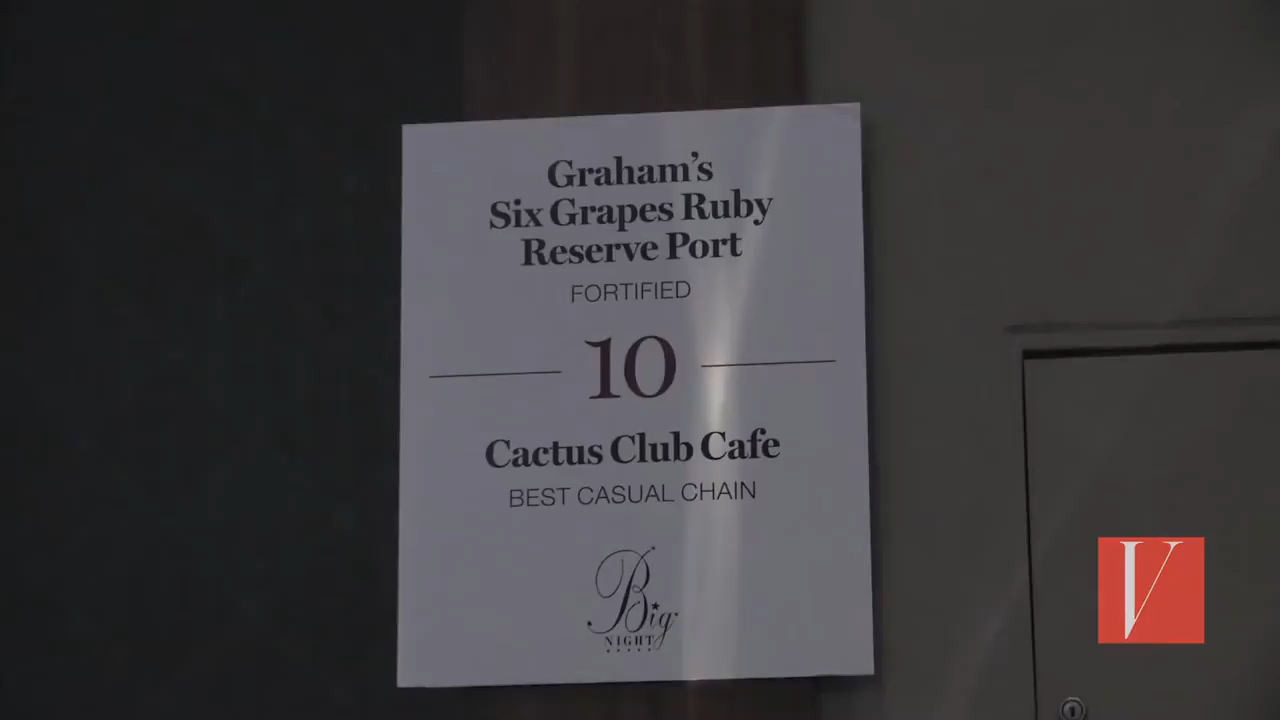 Graham's
Six Grapes Ruby
Reserve Port
FORTIFIED
10
Cactus Club Cafe
BEST CASUAL CHAIN
Big
NIGHT
V